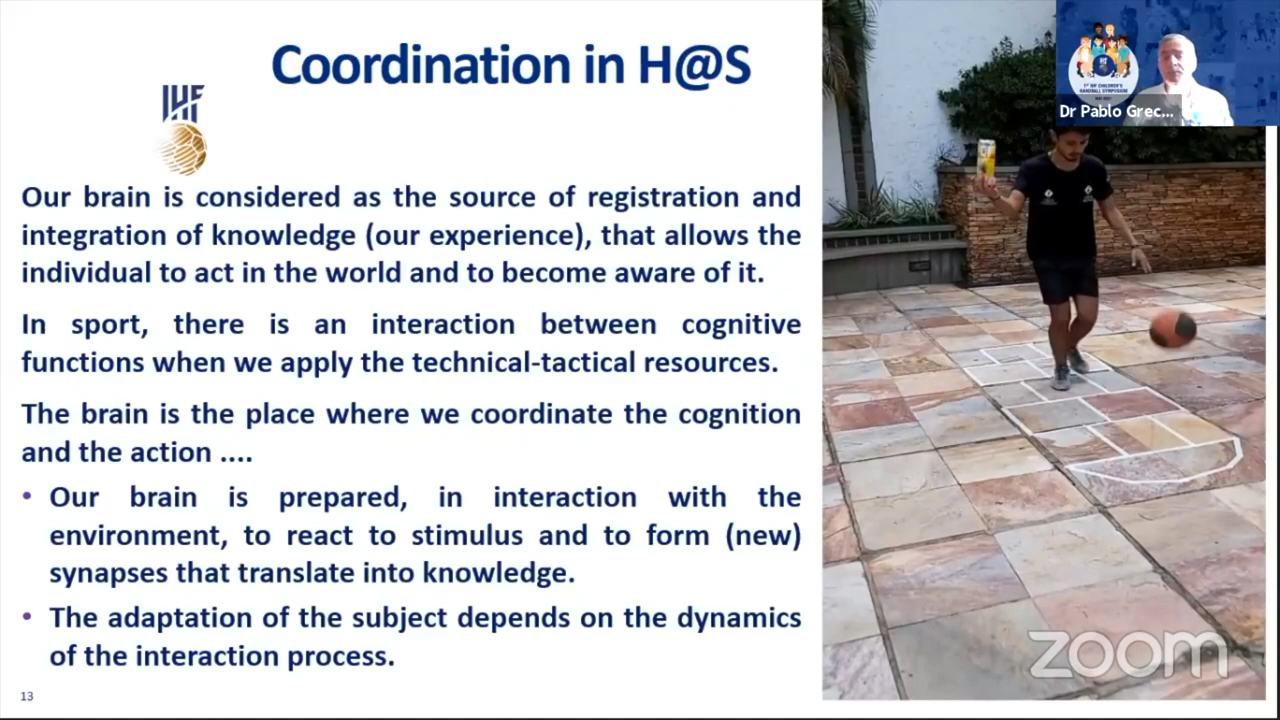 Coordination in H@S
IHF
Our brain is considered as the source of registration and
integration of knowledge (our experience), that allows the
individual to act in the world and to become aware of it.
In sport, there is an interaction between cognitive
functions when we apply the technical-tactical resources.
The brain is the place where we coordinate the cognition
and the action ....
• Our brain is prepared, in interaction with the
environment, to react to stimulus and to form (new)
synapses that translate into knowledge.
• The adaptation of the subject depends on the dynamics
of the interaction process.
13
1ST IHF CHILDREN'S
HANDBALL SYMPOSIUM
Dr Pablo Grec...
zoom